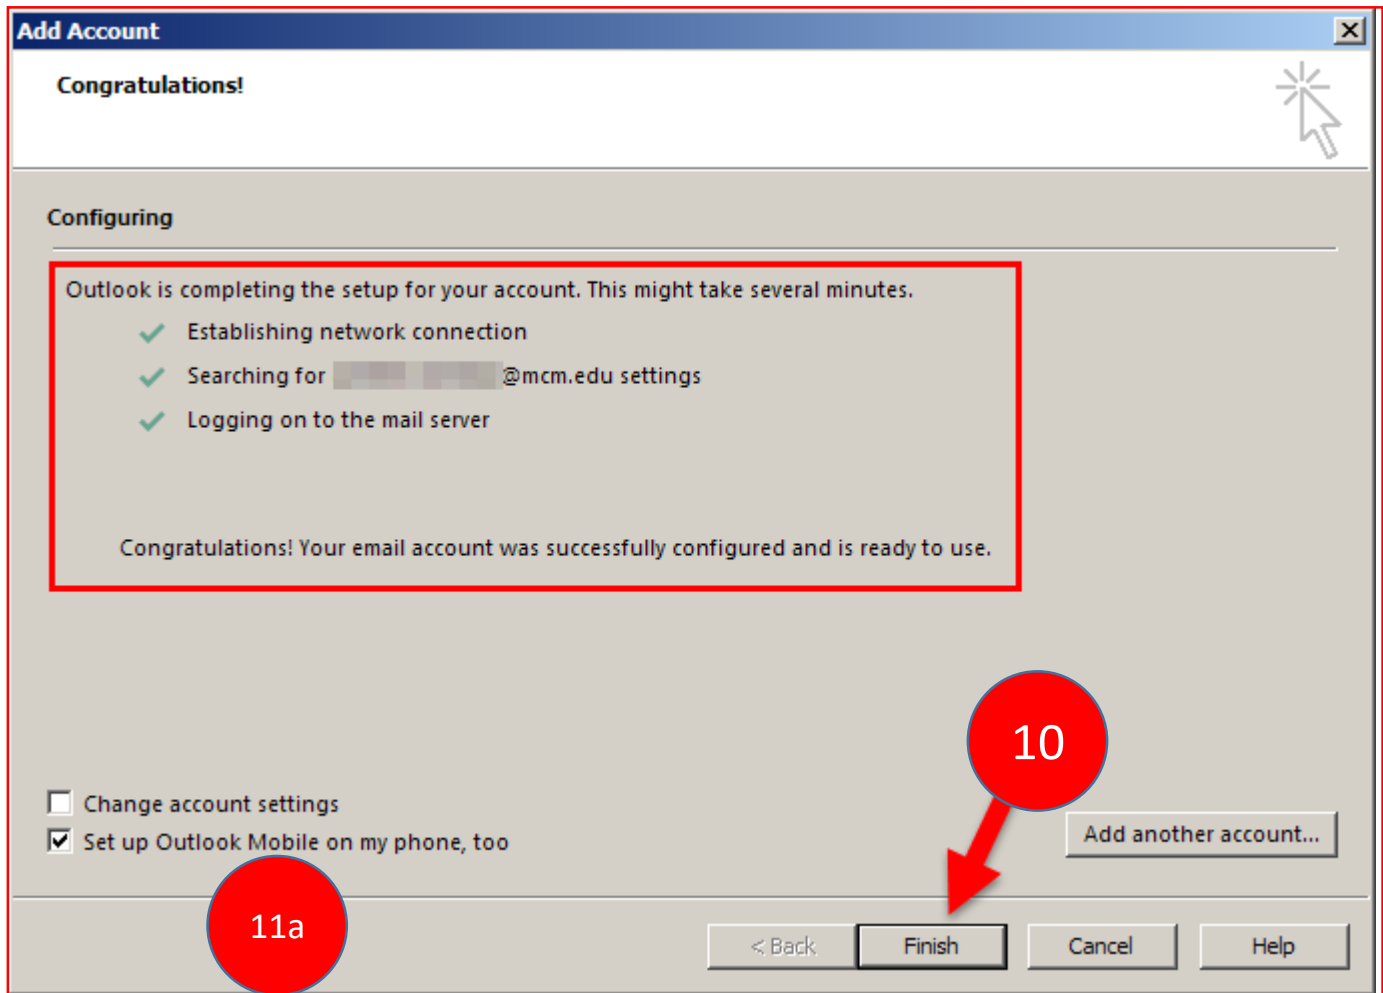 Add Account
Congratulations!
Configuring
Outlook is completing the setup for your account. This might take several minutes.
Establishing network connection
Searching for @mcm.edu settings
Logging on to the mail server
Congratulations! Your email account was successfully configured and is ready to use.
10
Change account settings
Set up Outlook Mobile on my phone, too
Add another account...
11a
< Back
Finish
Cancel
Help